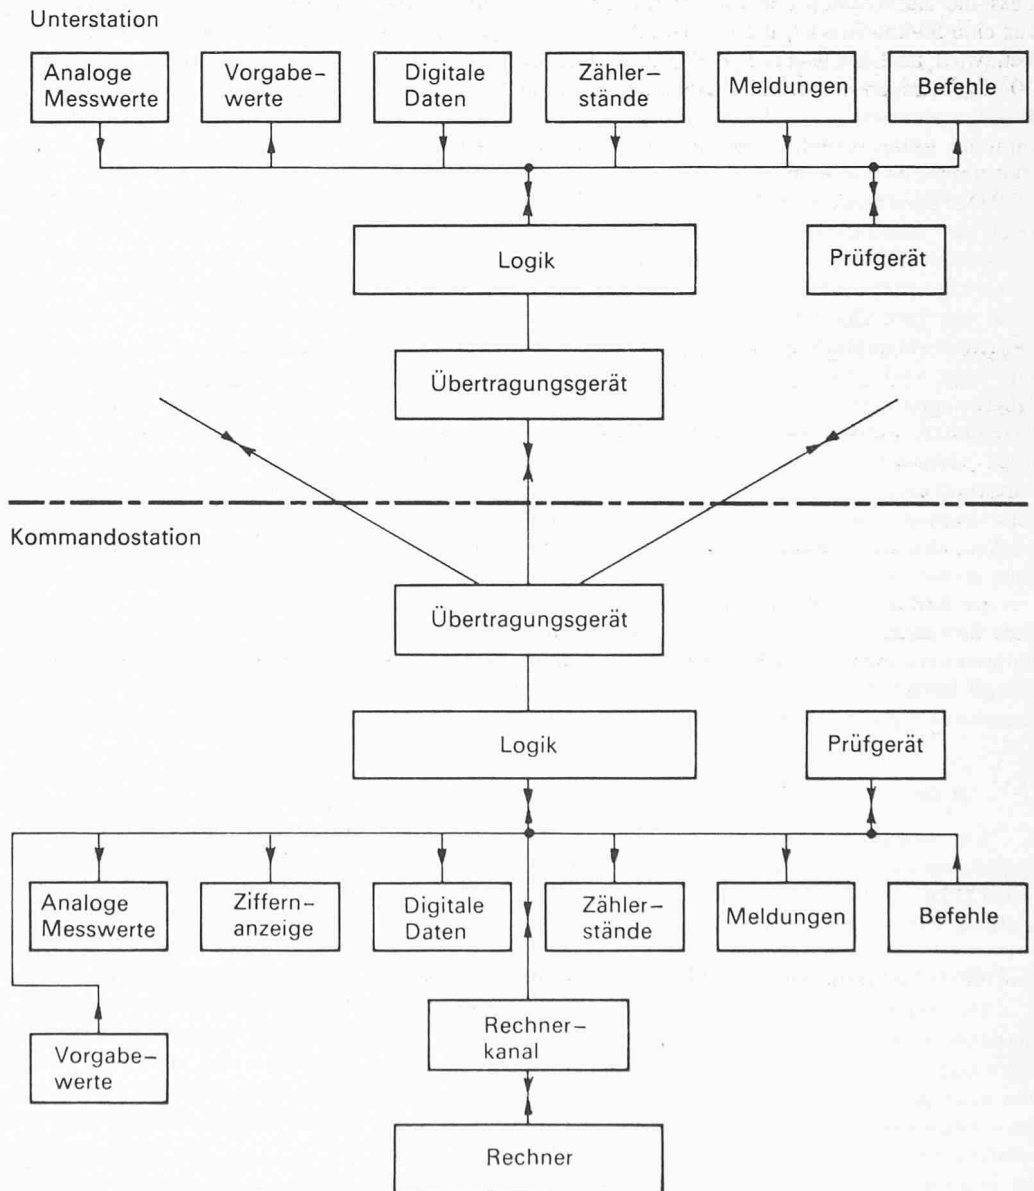 Unterstation
Analoge
Messwerte
Vorgabe-
werte
Digitale
Daten
Zähler-
stände
Meldungen
Befehle
Logik
Prüfgerät
Übertragungsgerät
Kommandostation
Übertragungsgerät
Logik
Prüfgerät
Analoge
Messwerte
Ziffern-
anzeige
Digitale
Daten
Zähler-
stände
Meldungen
Befehle
Vorgabe-
werte
Rechner-
kanal
Rechner